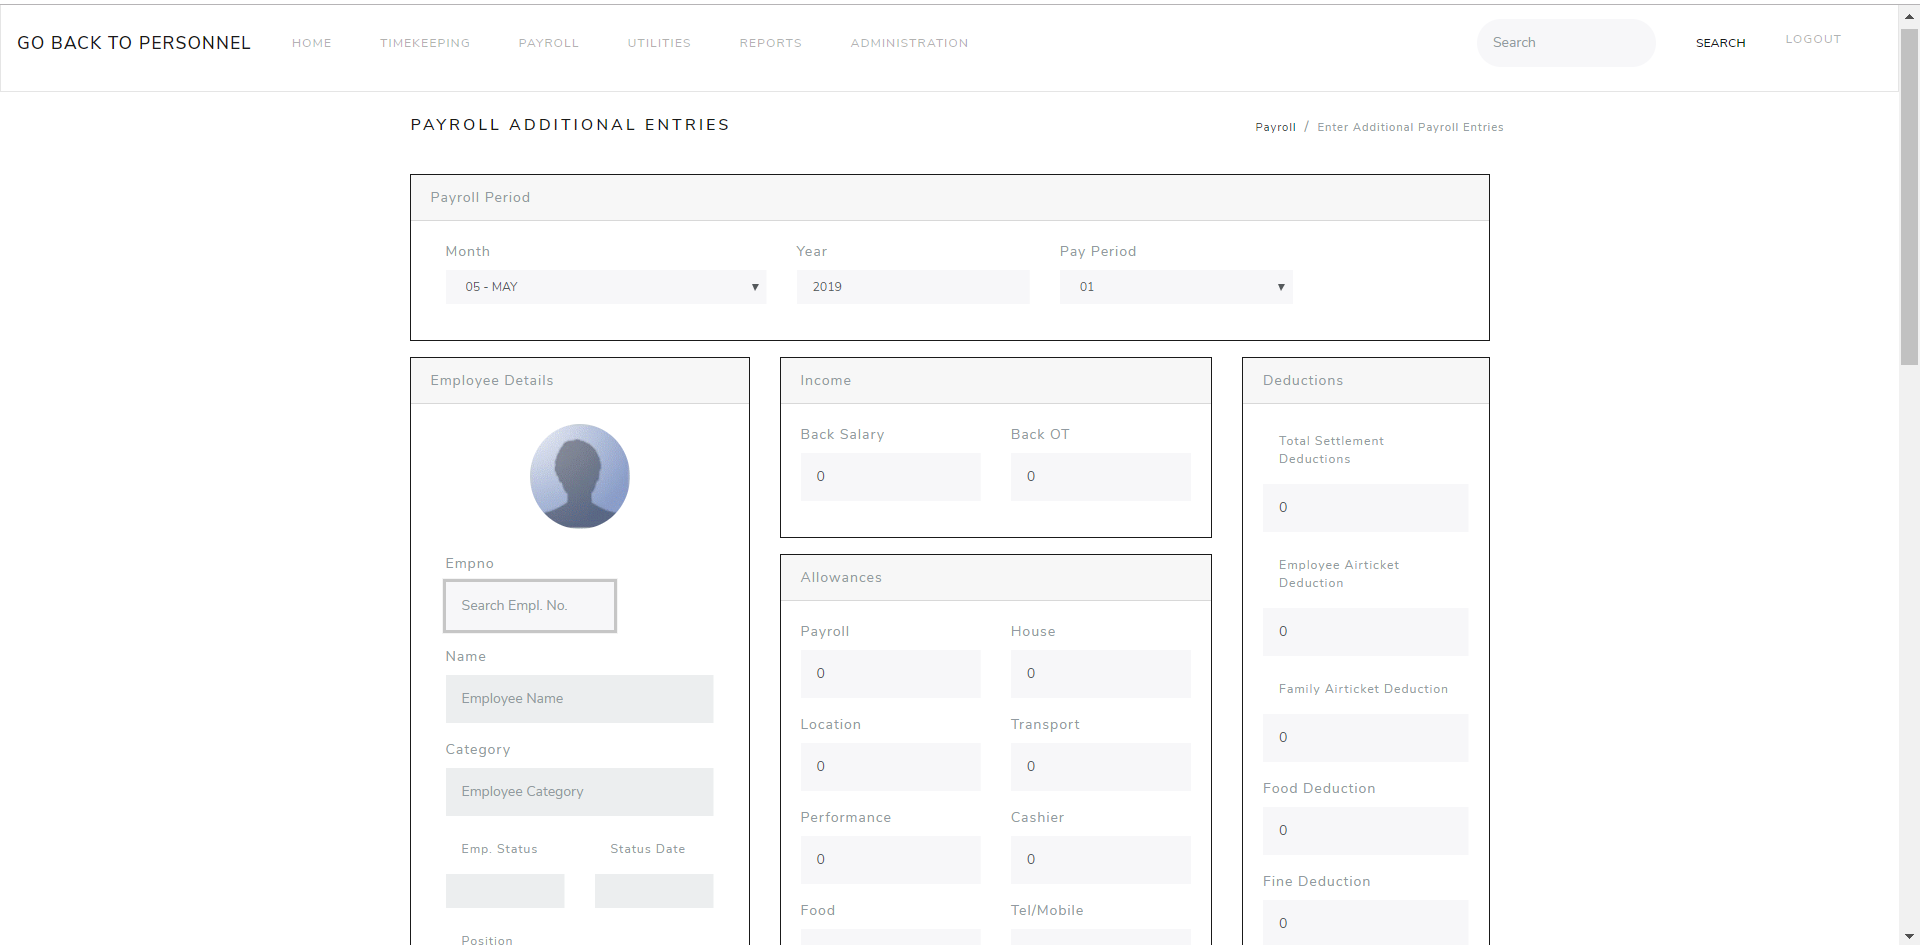 GO BACK TO PERSONNEL HOME TIMEKEEPING PAYROLL UTILITIES REPORTS ADMINISTRATION Search SEARCH LOGOUT
PAYROLL ADDITIONAL ENTRIES
Payroll / Enter Additional Payroll Entries
Payroll Period
Month Year Pay Period
05 - MAY 2019 01
Employee Details
Empno
Search Empl. No.
Name
Employee Name
Category
Employee Category
Emp. Status Status Date
Position
Income
Back Salary Back OT
0 0
Allowances
Payroll House
0 0
Location Transport
0 0
Performance Cashier
0 0
Food Tel/Mobile
Deductions
Total Settlement
Deductions
0
Employee Airticket
Deduction
0
Family Airticket Deduction
0
Food Deduction
0
Fine Deduction
0